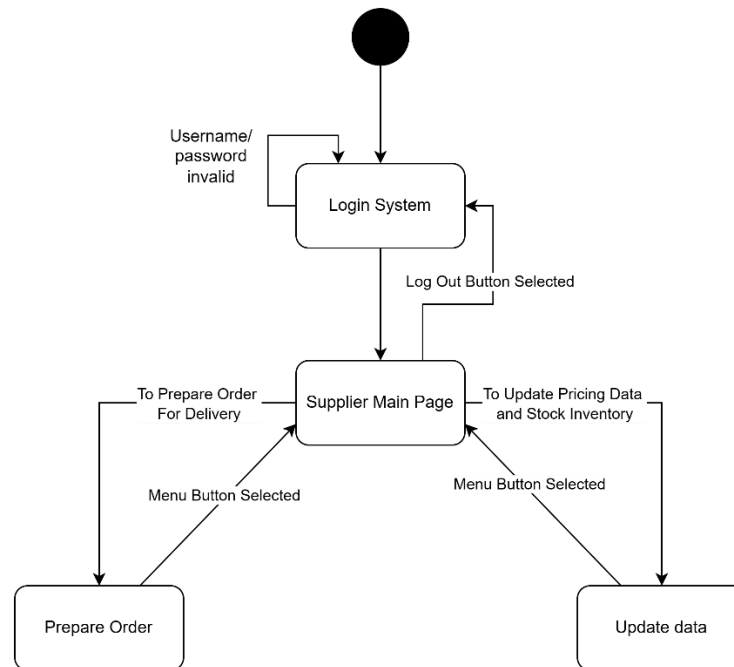 Username/
password
invalid
Login System
Log Out Button Selected
To Prepare Order
For Delivery
Supplier Main Page
To Update Pricing Data
and Stock Inventory
Menu Button Selected
Menu Button Selected
Prepare Order
Update data